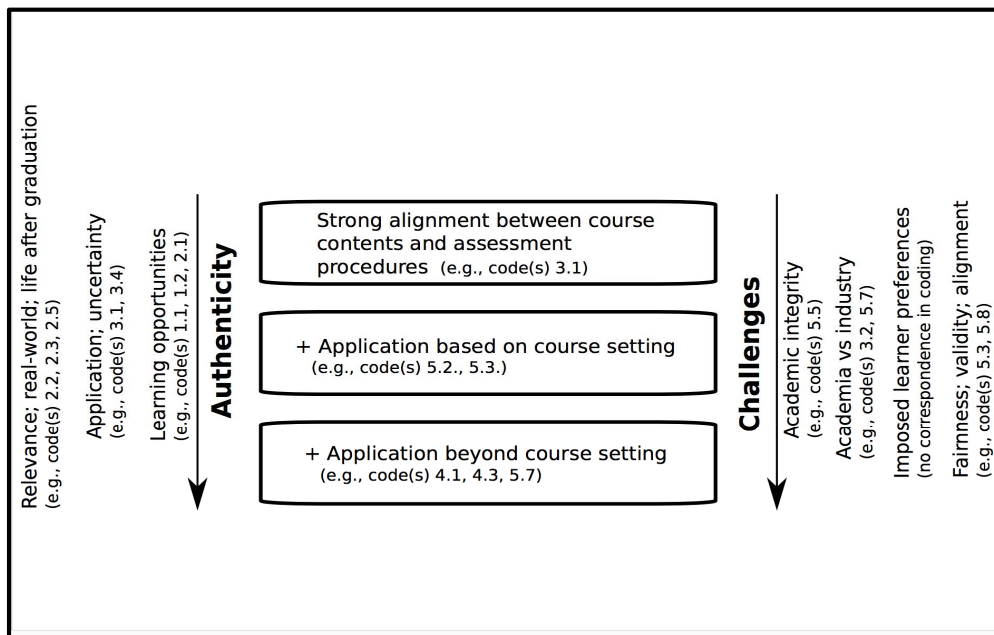 Relevance; real-world; life after graduation
(e.g., code(s) 2.2, 2.3, 2.5)
Application; uncertainty
(e.g., code(s) 3.1, 3.4)
Learning opportunities
(e.g., code(s) 1.1, 1.2, 2.1)
Authenticity
Strong alignment between course
contents and assessment
procedures (e.g., code(s) 3.1)
+ Application based on course setting
(e.g., code(s) 5.2., 5.3.)
+ Application beyond course setting
(e.g., code(s) 4.1, 4.3, 5.7)
Challenges
Academic integrity
(e.g., code(s) 5.5)
Academia vs industry
(e.g., code(s) 3.2, 5.7)
Imposed learner preferences
(no correspondence in coding)
Fairness; validity; alignment
(e.g., code(s) 5.3, 5.8)